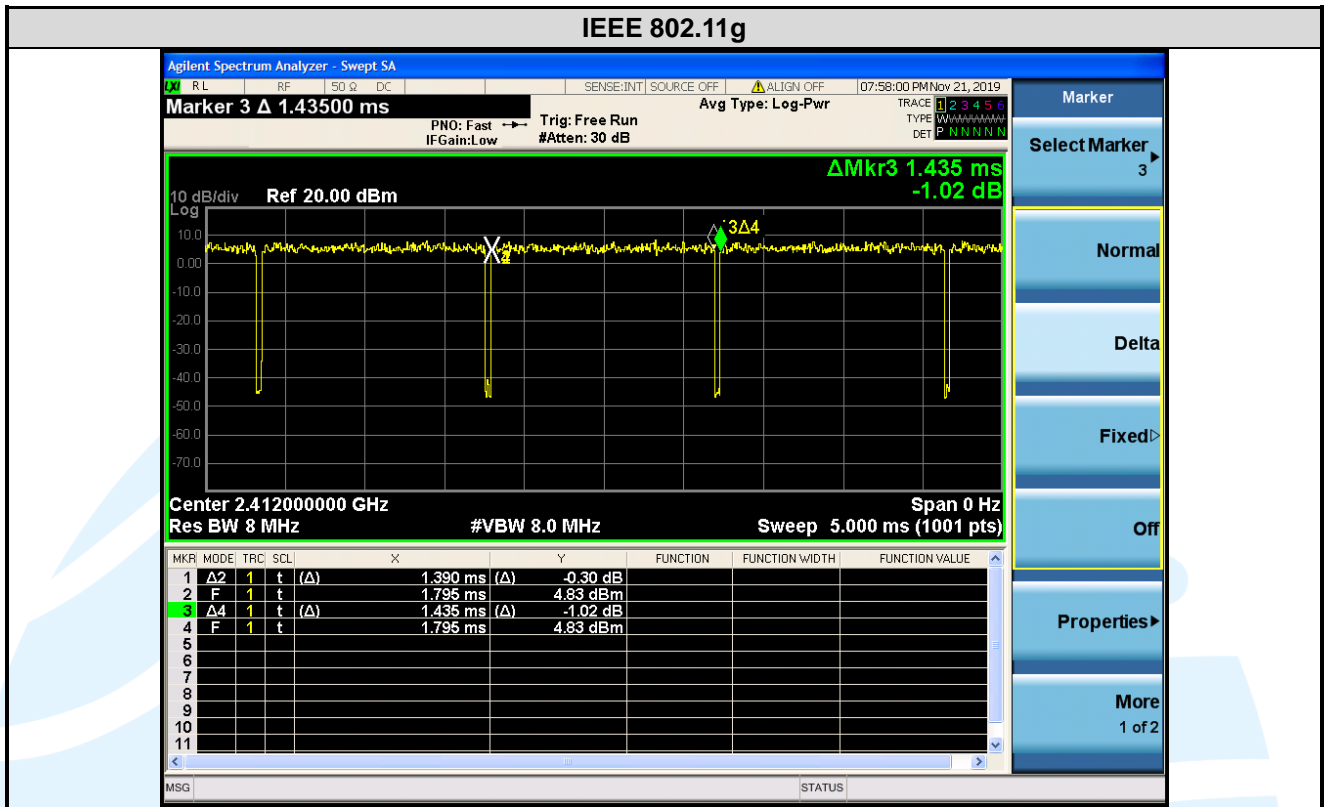 IEEE 802.11g
Agilent Spectrum Analyzer - Swept SA
LXI RL RF 50 Ω DC SENSE:INT SOURCE OFF ⚠ ALIGN OFF 07:58:00 PM Nov 21, 2019
Marker 3 Δ 1.43500 ms
PNO: Fast
IFGain:Low
Trig: Free Run
#Atten: 30 dB
Avg Type: Log-Pwr
TRACE 1 2 3 4 5 6
TYPE W
DET P N N N N N
ΔMkr3 1.435 ms
-1.02 dB
10 dB/div Ref 20.00 dBm
Log
10.0
0.00
-10.0
-20.0
-30.0
-40.0
-50.0
-60.0
-70.0
3Δ4
Center 2.412000000 GHz Span 0 Hz
Res BW 8 MHz #VBW 8.0 MHz Sweep 5.000 ms (1001 pts)
MKR MODE TRC SCL X Y FUNCTION FUNCTION WIDTH FUNCTION VALUE
1 Δ2 1 t (Δ) 1.390 ms (Δ) -0.30 dB
2 F 1 t 1.795 ms 4.83 dBm
3 Δ4 1 t (Δ) 1.435 ms (Δ) -1.02 dB
4 F 1 t 1.795 ms 4.83 dBm
5
6
7
8
9
10
11
MSG STATUS
Marker
Select Marker
3
Normal
Delta
Fixed
Off
Properties
More
1 of 2